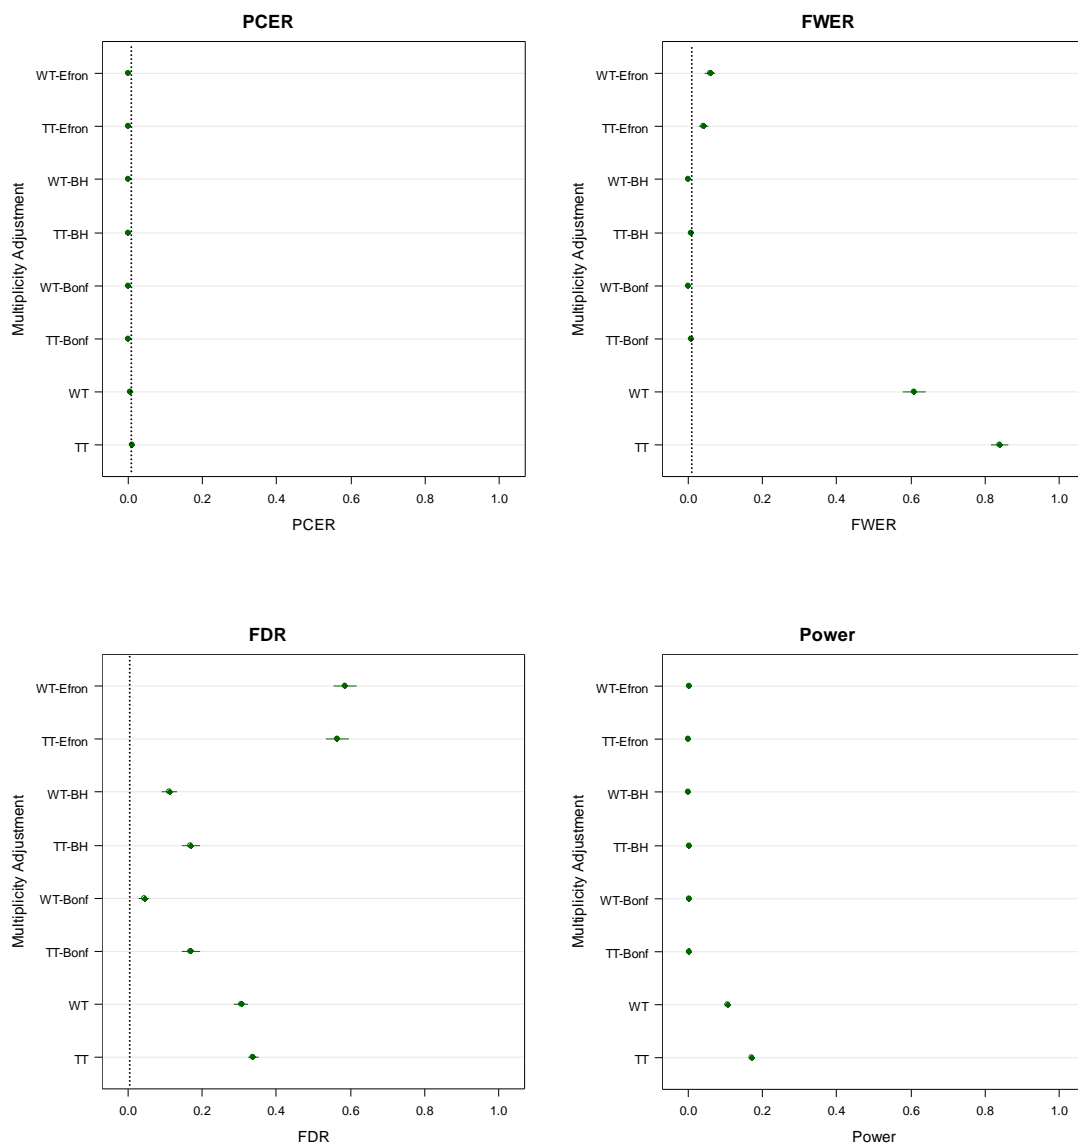 PCER
Multiplicity Adjustment
WT-Efron
TT-Efron
WT-BH
TT-BH
WT-Bonf
TT-Bonf
WT
TT
0.0 0.2 0.4 0.6 0.8 1.0
PCER
FWER
Multiplicity Adjustment
WT-Efron
TT-Efron
WT-BH
TT-BH
WT-Bonf
TT-Bonf
WT
TT
0.0 0.2 0.4 0.6 0.8 1.0
FWER
FDR
Multiplicity Adjustment
WT-Efron
TT-Efron
WT-BH
TT-BH
WT-Bonf
TT-Bonf
WT
TT
0.0 0.2 0.4 0.6 0.8 1.0
FDR
Power
Multiplicity Adjustment
WT-Efron
TT-Efron
WT-BH
TT-BH
WT-Bonf
TT-Bonf
WT
TT
0.0 0.2 0.4 0.6 0.8 1.0
Power